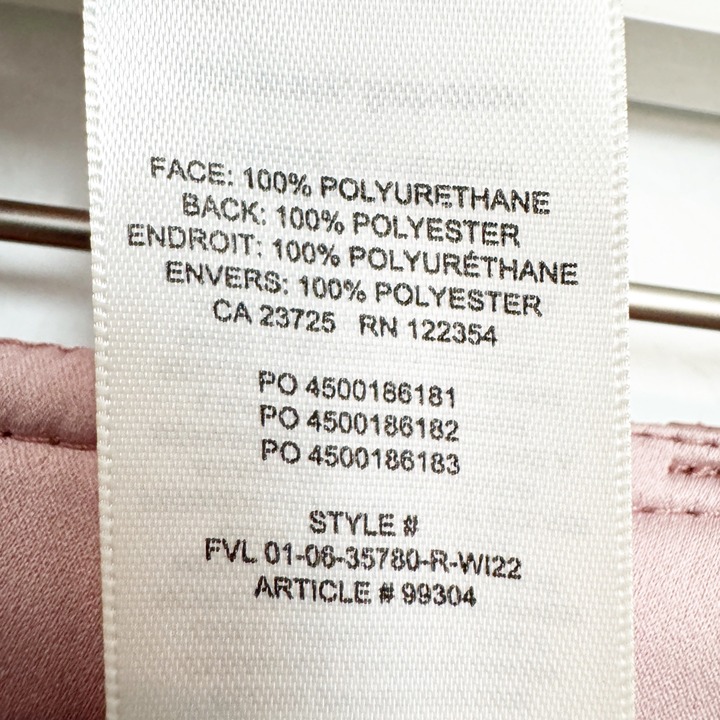 FACE: 100% POLYURETHANE
BACK: 100% POLYESTER
ENDROIT: 100% POLYURÉTHANE
ENVERS: 100% POLYESTER
CA 23725 RN 122354
PO 4500186181
PO 4500186182
PO 4500186183
STYLE #
FVL 01-06-35780-R-WI22
ARTICLE # 99304